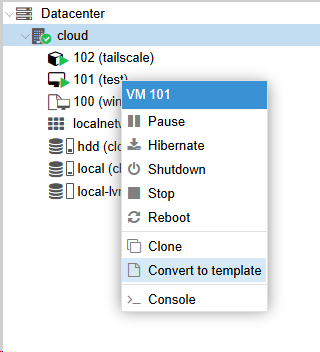 Datacenter
cloud
102 (tailscale)
101 (test)
100 (win
localnetw
hdd (clo
local (cl
local-lvm
VM 101
Pause
Hibernate
Shutdown
Stop
Reboot
Clone
Convert to template
Console